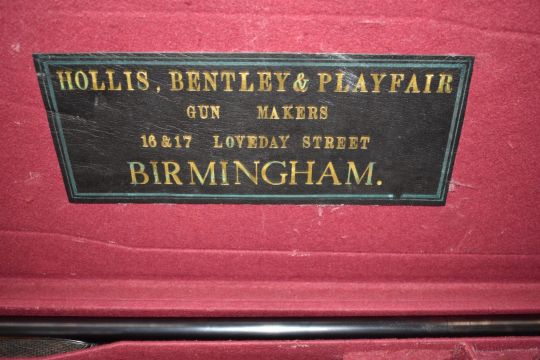 HOLLIS, BENTLEY & PLAYFAIR
GUN MAKERS
16 & 17 LOVEDAY STREET
BIRMINGHAM.